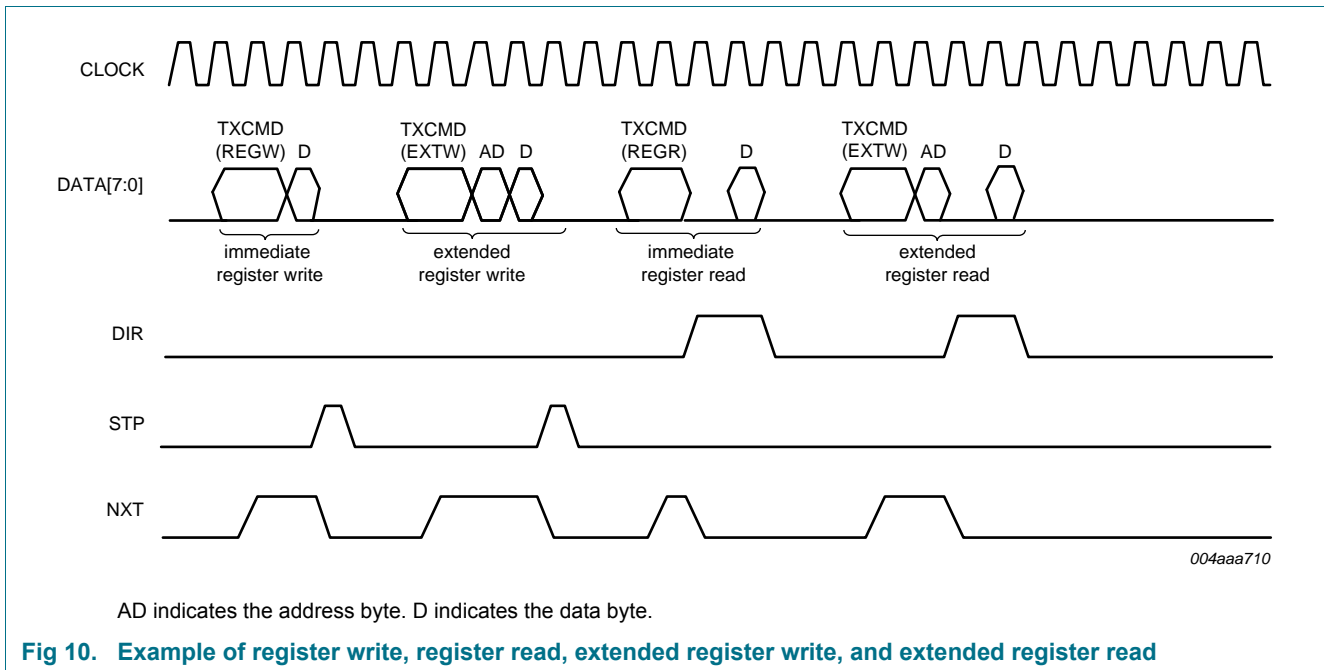 CLOCK
TXCMD TXCMD TXCMD TXCMD
(REGW) D (EXTW) AD D (REGR) D (EXTW) AD D
DATA[7:0]
immediate extended immediate extended
register write register write register read register read
DIR
STP
NXT
004aaa710
AD indicates the address byte. D indicates the data byte.
Fig 10. Example of register write, register read, extended register write, and extended register read